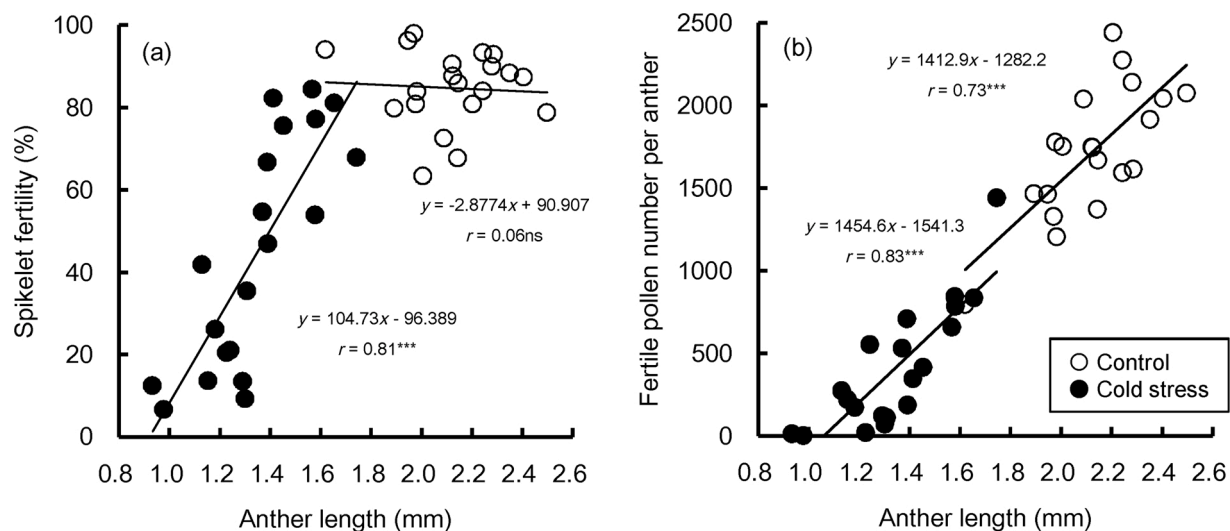 (a)
100
80
60
40
20
0
Spikelet fertility (%)
y = -2.8774x + 90.907
r = 0.06ns
y = 104.73x - 96.389
r = 0.81***
0.8 1.0 1.2 1.4 1.6 1.8 2.0 2.2 2.4 2.6
Anther length (mm)
(b)
2500
2000
1500
1000
500
0
Fertile pollen number per anther
y = 1412.9x - 1282.2
r = 0.73***
y = 1454.6x - 1541.3
r = 0.83***
Control
Cold stress
0.8 1.0 1.2 1.4 1.6 1.8 2.0 2.2 2.4 2.6
Anther length (mm)